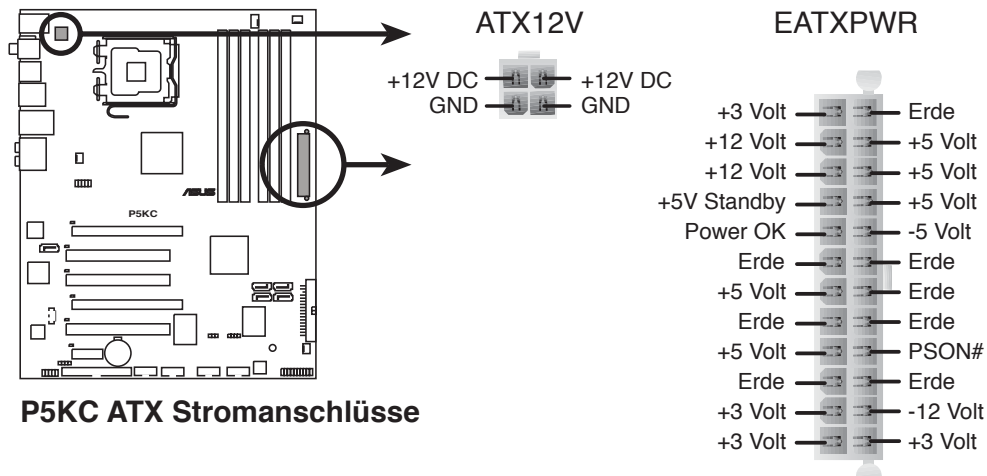 ATX12V
EATXPWR
+12V DC +12V DC
GND GND
+3 Volt Erde
+12 Volt +5 Volt
+12 Volt +5 Volt
+5V Standby +5 Volt
Power OK -5 Volt
Erde Erde
+5 Volt Erde
Erde Erde
+5 Volt PSON#
Erde Erde
+3 Volt -12 Volt
+3 Volt +3 Volt
ASUS
P5KC
P5KC ATX Stromanschlüsse